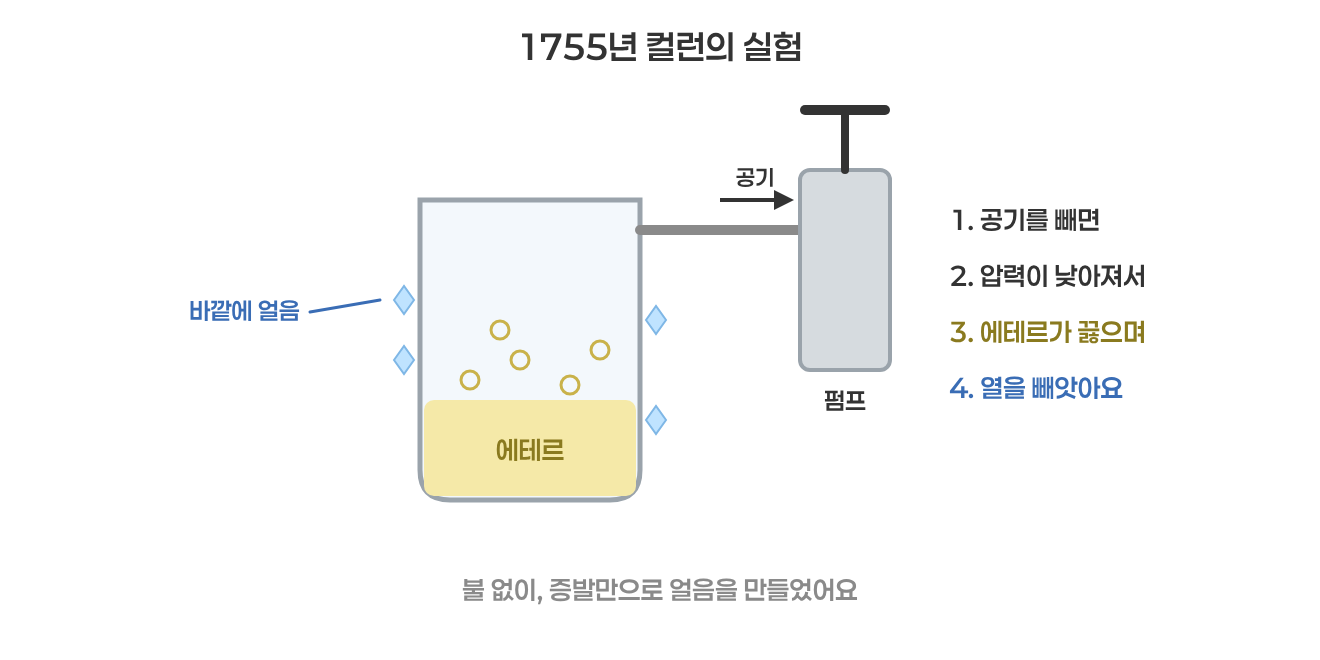 1755년 컬런의 실험
공기
1. 공기를 빼면
2. 압력이 낮아져서
바깥에 얼음
3. 에테르가 끓으며
4. 열을 빼앗아요
펌프
에테르
불 없이, 증발만으로 얼음을 만들었어요